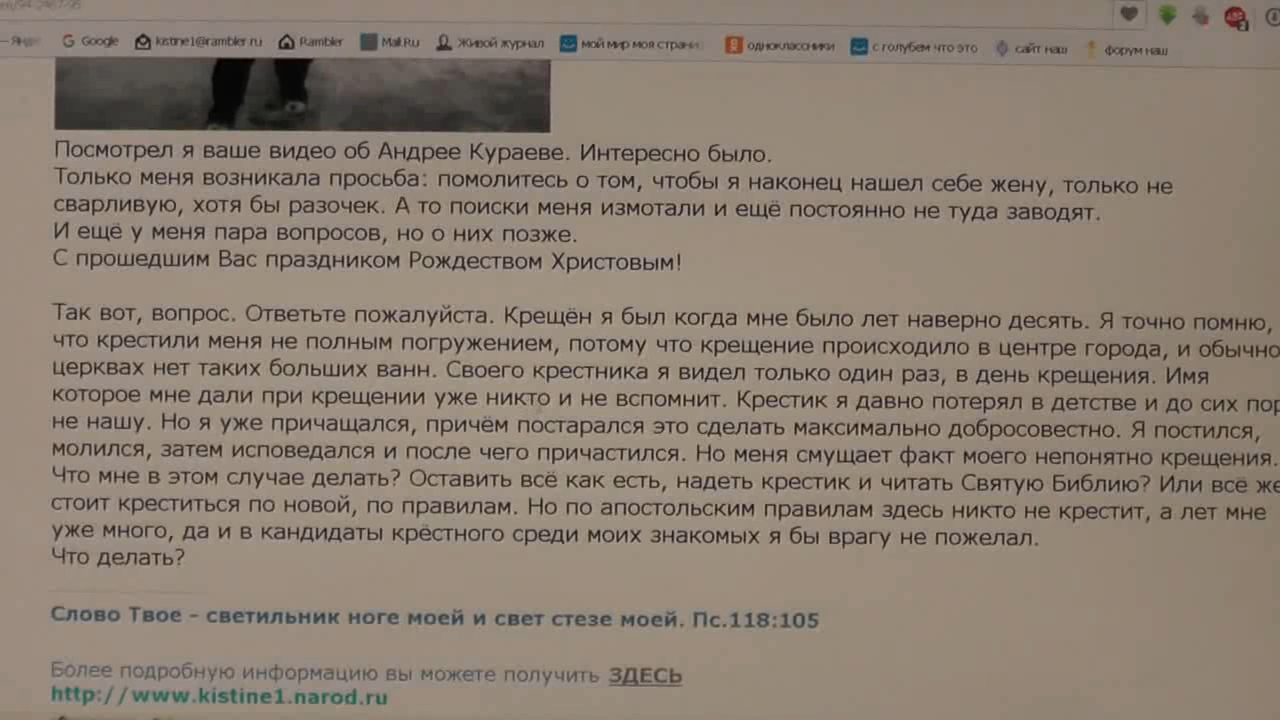 Яндекс Google kistine1@rambler.ru Rambler Mail.Ru Живой журнал мой мир моя страни одноклассники с голубем что это сайт наш форум наш
Посмотрел я ваше видео об Андрее Кураеве. Интересно было.
Только меня возникала просьба: помолитесь о том, чтобы я наконец нашел себе жену, только не
сварливую, хотя бы разочек. А то поиски меня измотали и ещё постоянно не туда заводят.
И ещё у меня пара вопросов, но о них позже.
С прошедшим Вас праздником Рождеством Христовым!
Так вот, вопрос. Ответьте пожалуйста. Крещён я был когда мне было лет наверно десять. Я точно помню,
что крестили меня не полным погружением, потому что крещение происходило в центре города, и обычно
церквах нет таких больших ванн. Своего крестника я видел только один раз, в день крещения. Имя
которое мне дали при крещении уже никто и не вспомнит. Крестик я давно потерял в детстве и до сих пор
не нашу. Но я уже причащался, причём постарался это сделать максимально добросовестно. Я постился,
молился, затем исповедался и после чего причастился. Но меня смущает факт моего непонятно крещения.
Что мне в этом случае делать? Оставить всё как есть, надеть крестик и читать Святую Библию? Или все же
стоит креститься по новой, по правилам. Но по апостольским правилам здесь никто не крестит, а лет мне
уже много, да и в кандидаты крёстного среди моих знакомых я бы врагу не пожелал.
Что делать?
Слово Твое - светильник ноге моей и свет стезе моей. Пс.118:105
Более подробную информацию вы можете получить ЗДЕСЬ
http://www.kistine1.narod.ru